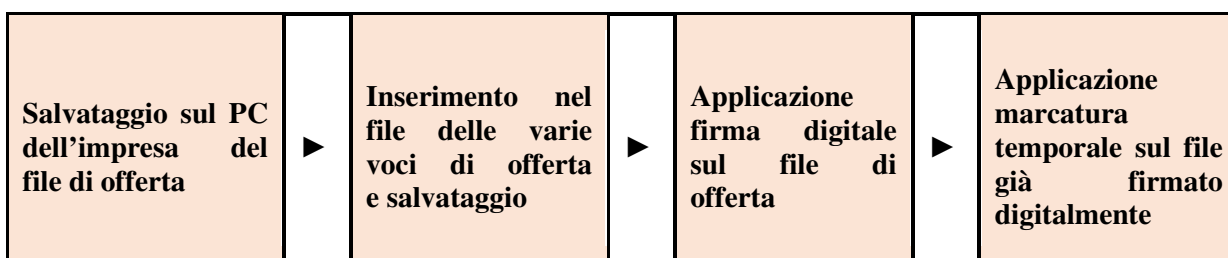 Salvataggio sul PC
dell’impresa del
file di offerta
►
Inserimento nel
file delle varie
voci di offerta
e salvataggio
►
Applicazione
firma digitale
sul file di
offerta
►
Applicazione
marcatura
temporale sul file
già firmato
digitalmente